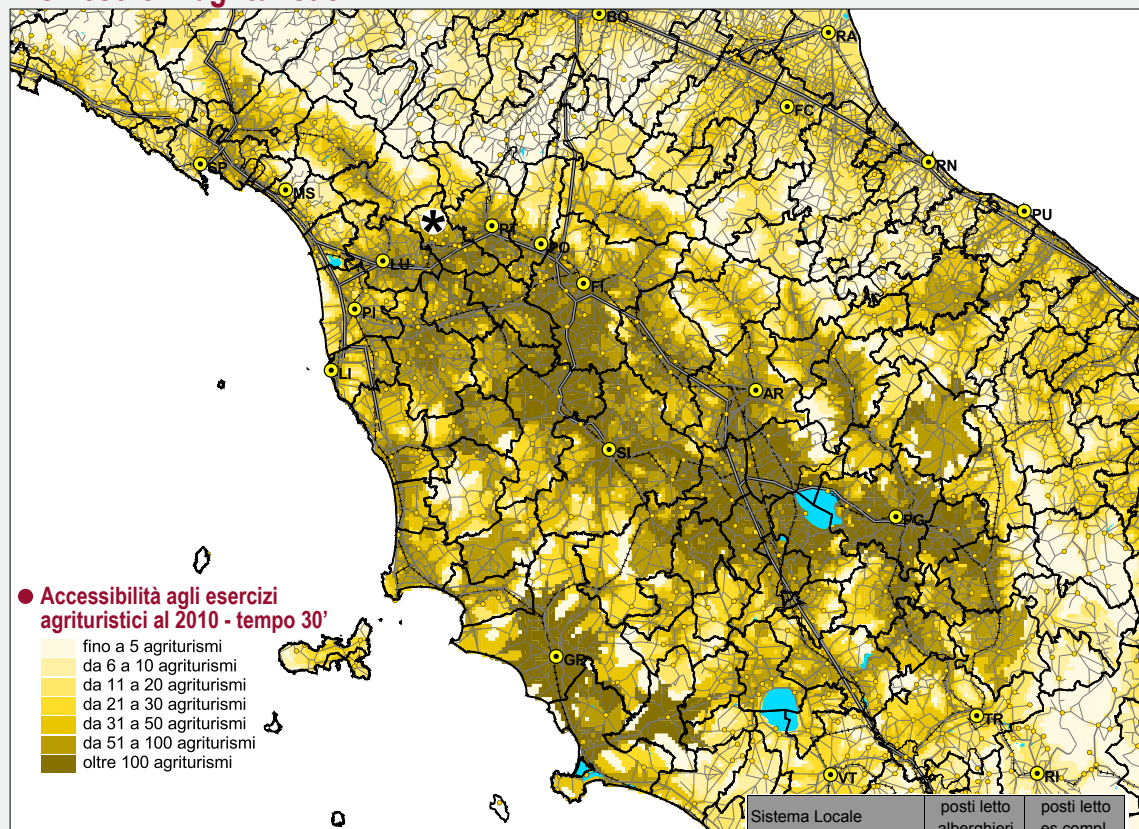 BO
RA
FC
SP
RN
MS
PU
*
PT
PO
LU
FI
PI
LI
AR
SI
PG
Accessibilità agli esercizi
agrituristici al 2010 - tempo 30’
fino a 5 agriturismi
da 6 a 10 agriturismi
da 11 a 20 agriturismi
da 21 a 30 agriturismi
da 31 a 50 agriturismi
da 51 a 100 agriturismi
oltre 100 agriturismi
GR
TR
VT
RI
Sistema Locale
posti letto
alberghieri
posti letto
es.compl.